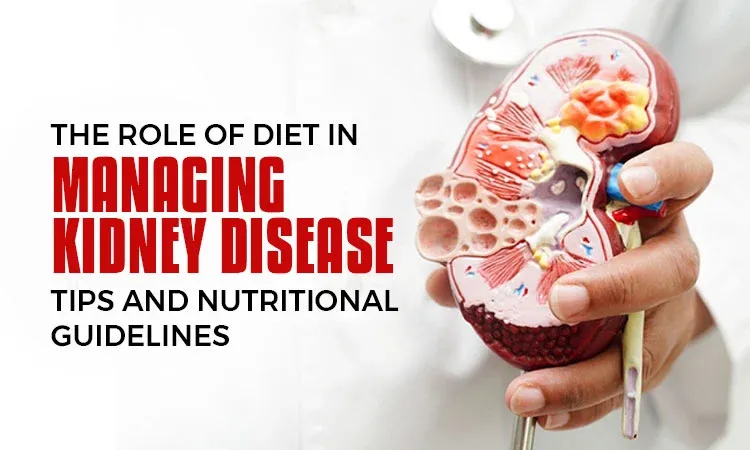 THE ROLE OF DIET IN
MANAGING
KIDNEY DISEASE
TIPS AND NUTRITIONAL
GUIDELINES